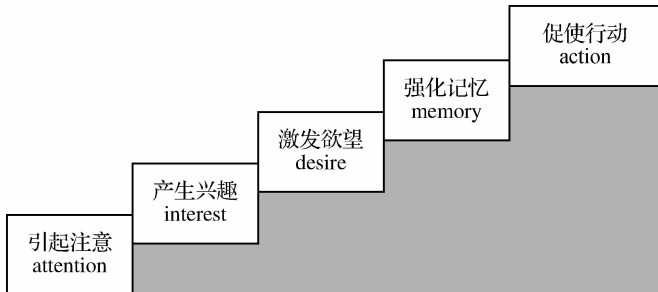 促使行动
action
强化记忆
memory
激发欲望
desire
产生兴趣
interest
引起注意
attention